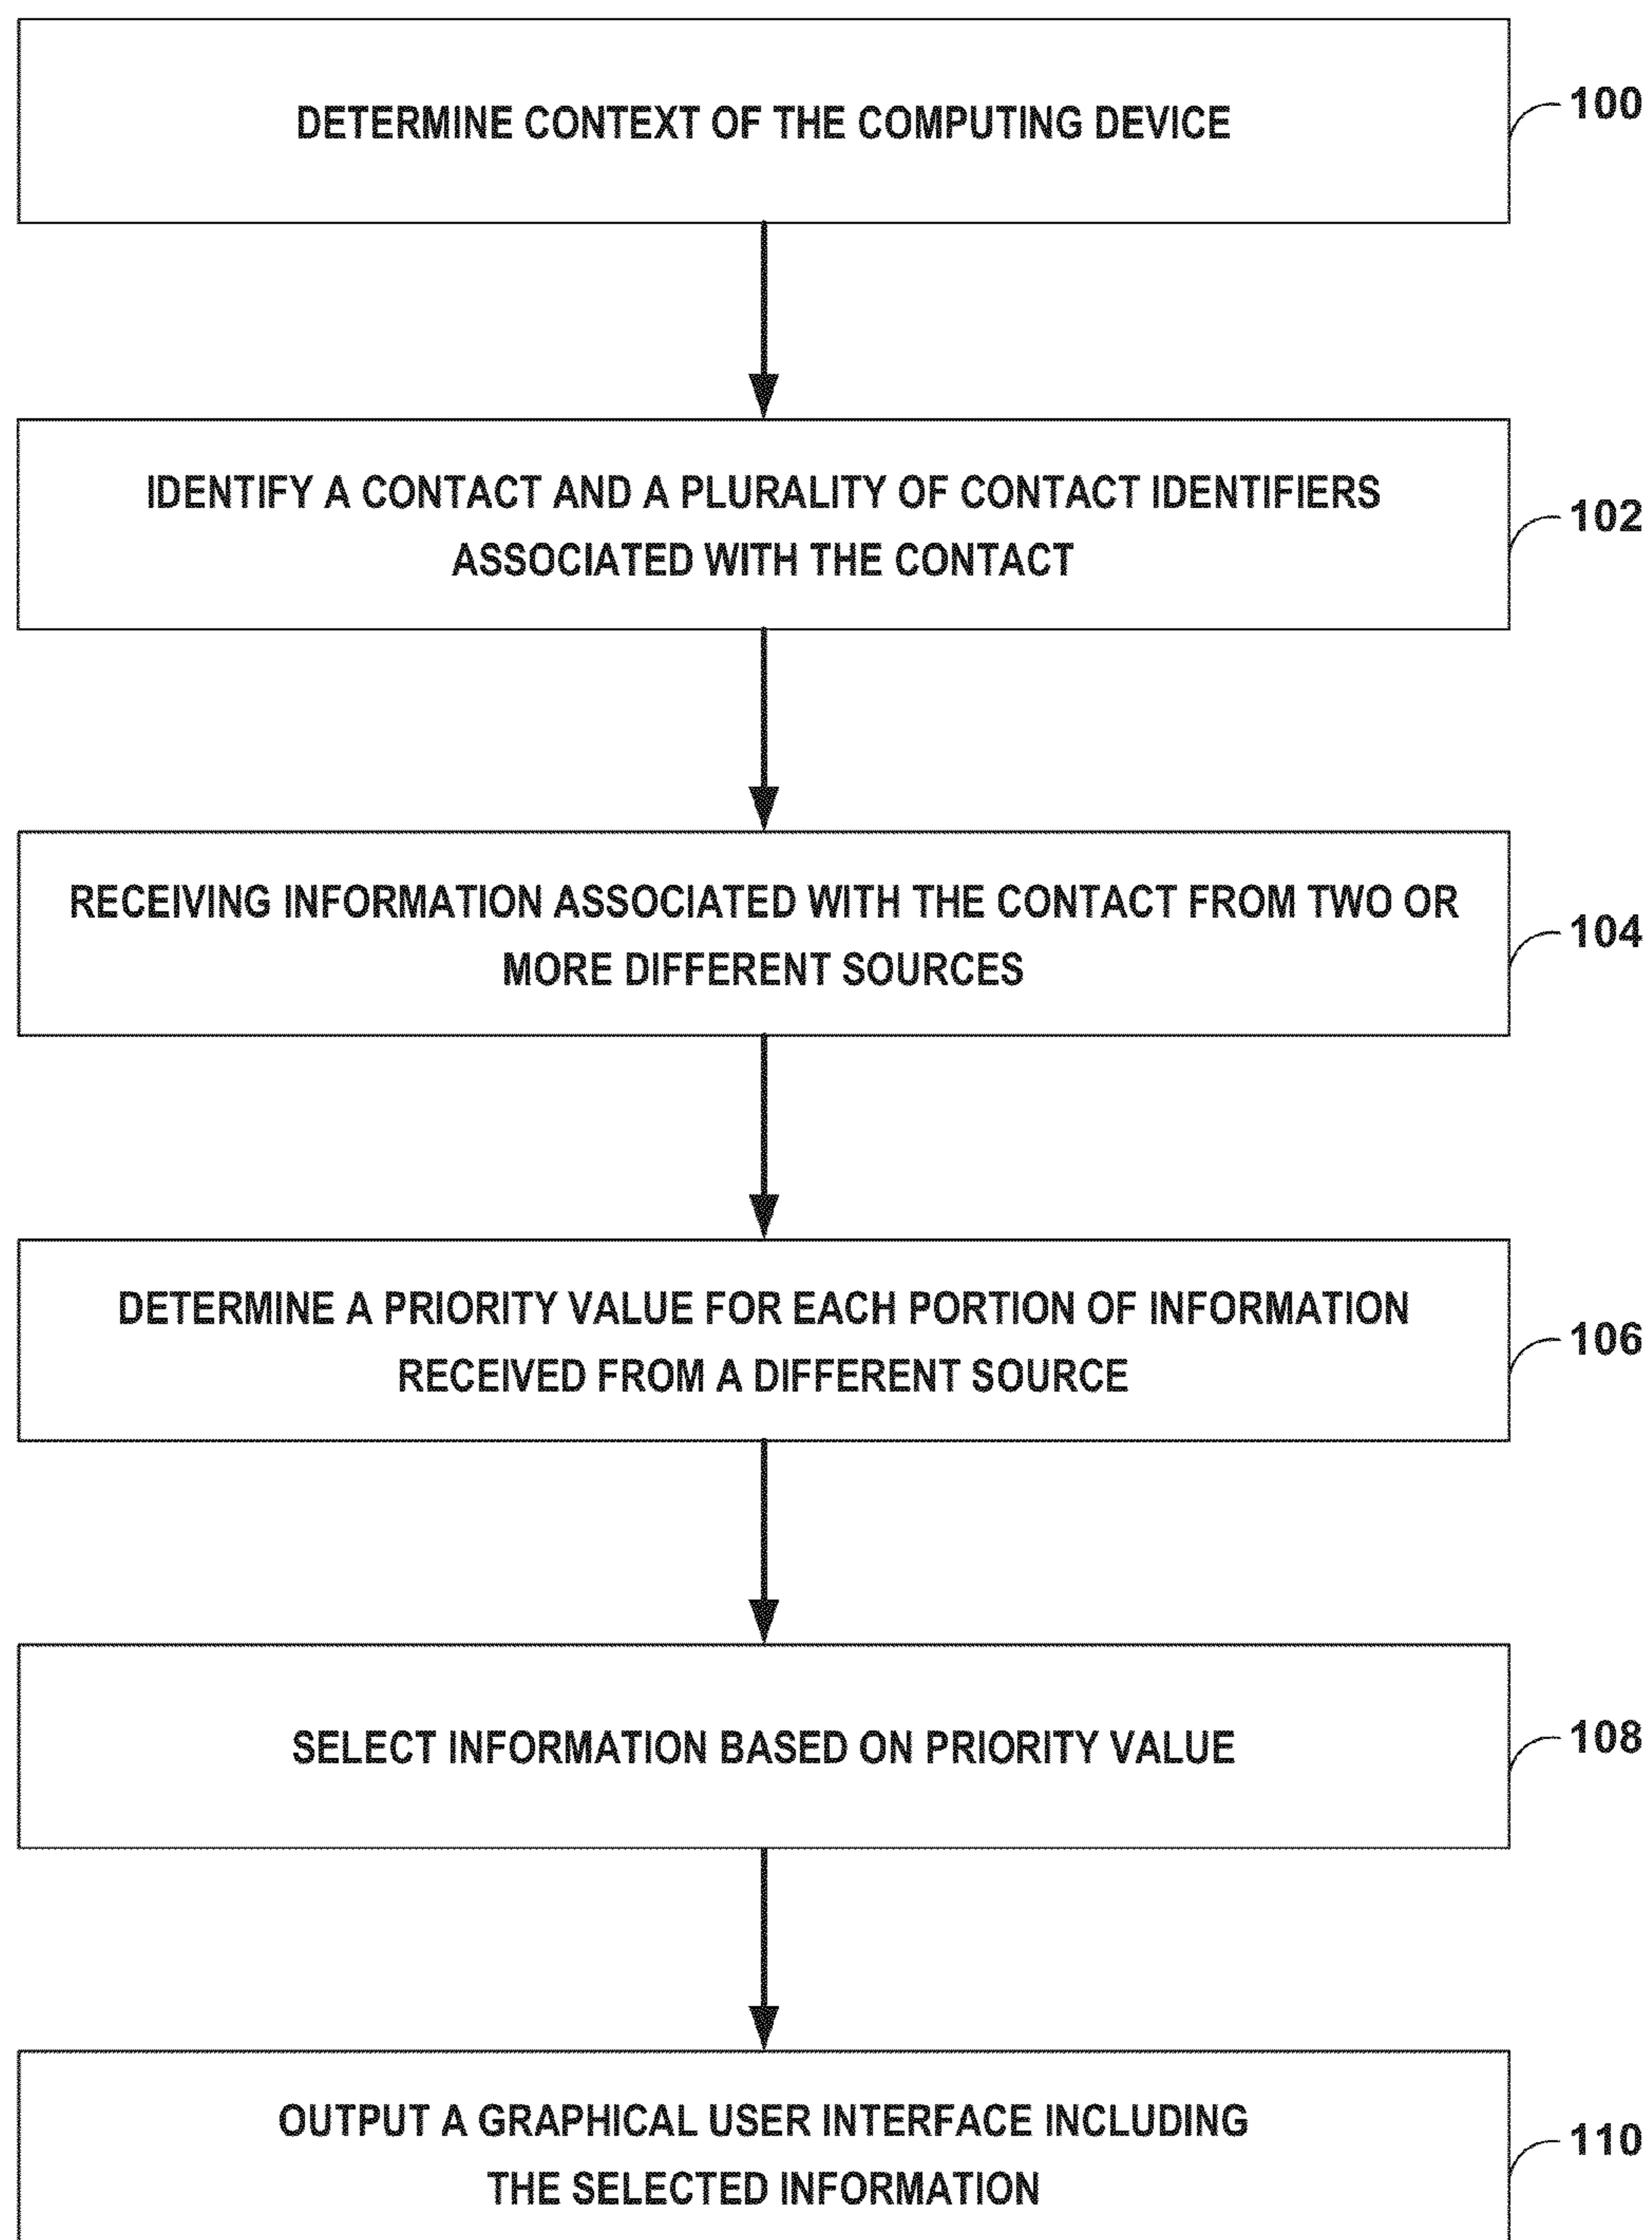 DETERMINE CONTEXT OF THE COMPUTING DEVICE
100
IDENTIFY A CONTACT AND A PLURALITY OF CONTACT IDENTIFIERS
ASSOCIATED WITH THE CONTACT
102
RECEIVING INFORMATION ASSOCIATED WITH THE CONTACT FROM TWO OR
MORE DIFFERENT SOURCES
104
DETERMINE A PRIORITY VALUE FOR EACH PORTION OF INFORMATION
RECEIVED FROM A DIFFERENT SOURCE
106
SELECT INFORMATION BASED ON PRIORITY VALUE
108
OUTPUT A GRAPHICAL USER INTERFACE INCLUDING
THE SELECTED INFORMATION
110